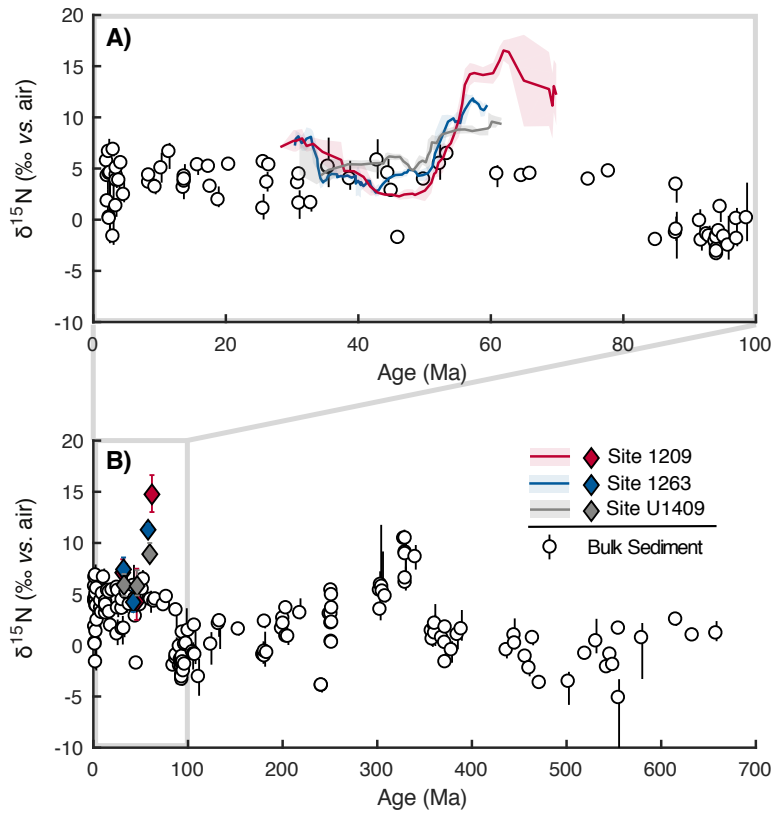 A)
20
15
10
5
0
-5
-10
δ¹⁵N (‰ vs. air)
0 20 40 60 80 100
Age (Ma)
B)
20
15
10
5
0
-5
-10
δ¹⁵N (‰ vs. air)
Site 1209
Site 1263
Site U1409
Bulk Sediment
0 100 200 300 400 500 600 700
Age (Ma)